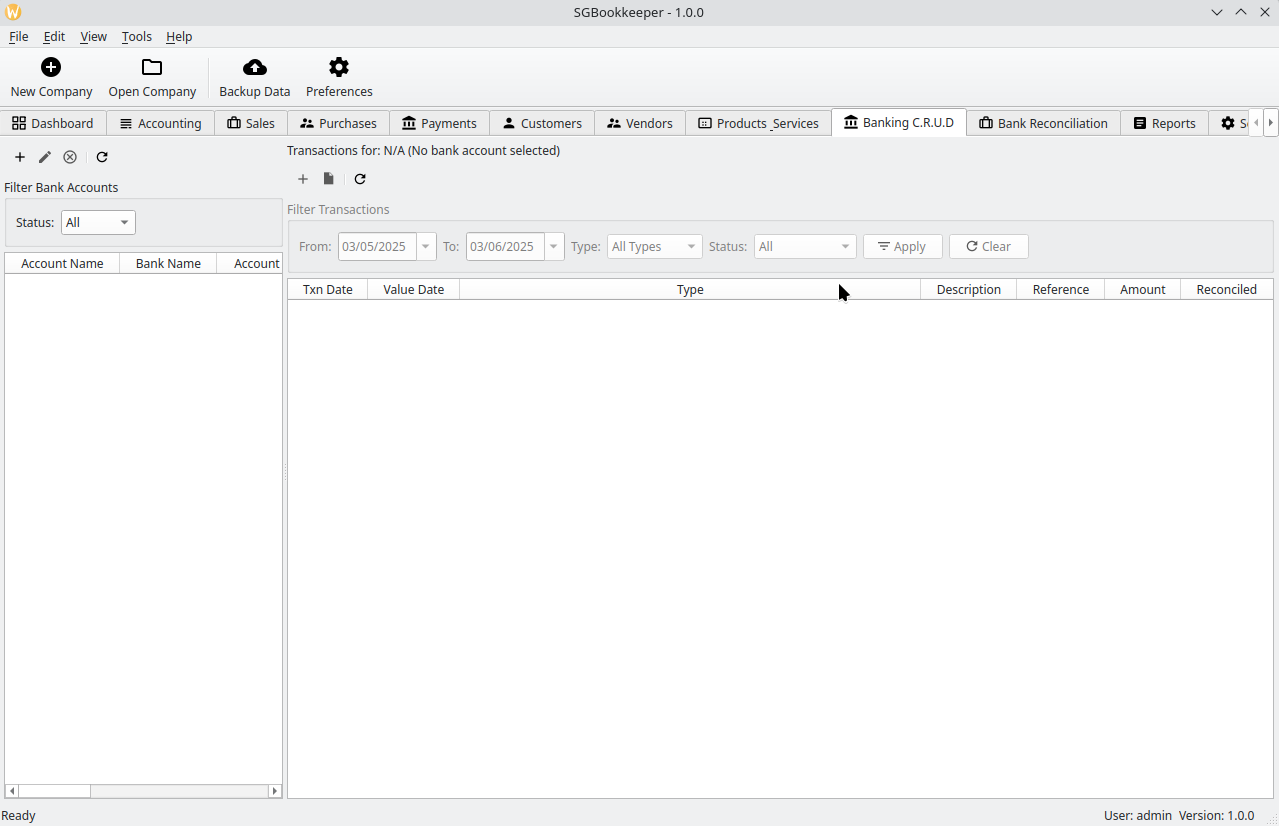 SGBookkeeper - 1.0.0
File Edit View Tools Help
New Company Open Company Backup Data Preferences
Dashboard Accounting Sales Purchases Payments Customers Vendors Products _Services Banking C.R.U.D Bank Reconciliation Reports
Transactions for: N/A (No bank account selected)
Filter Bank Accounts
Status: All
Account Name Bank Name Account
Filter Transactions
From: 03/05/2025 To: 03/06/2025 Type: All Types Status: All Apply Clear
Txn Date Value Date Type Description Reference Amount Reconciled
Ready User: admin Version: 1.0.0